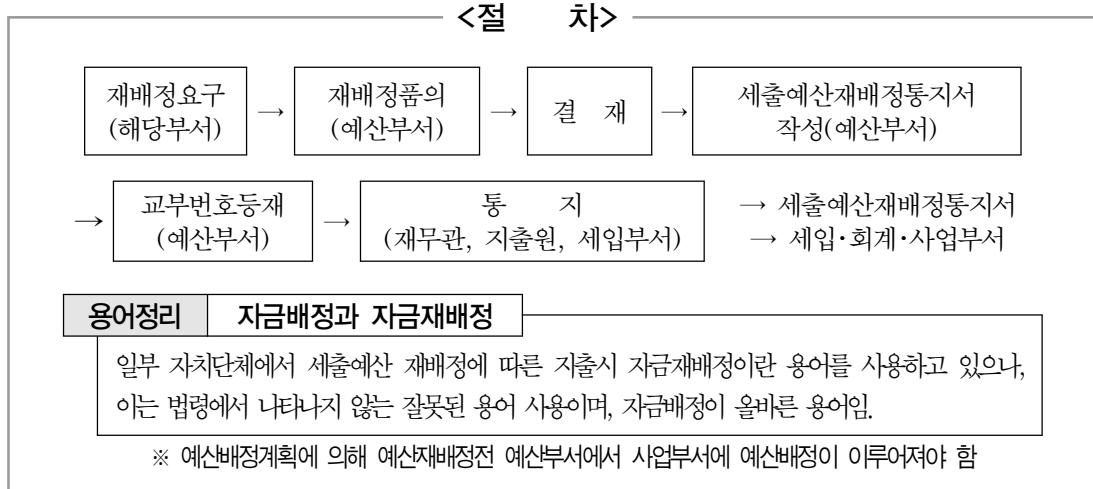 <절 차>
재배정요구 → 재배정품의 → 결 재 → 세출예산재배정통지서
(해당부서) (예산부서) 작성(예산부서)
→ 교부번호등재 → 통 지 → 세출예산재배정통지서
(예산부서) (재무관, 지출원, 세입부서) → 세입·회계·사업부서
용어정리 자금배정과 자금재배정
일부 자치단체에서 세출예산 재배정에 따른 지출시 자금재배정이란 용어를 사용하고 있으나,
이는 법령에서 나타나지 않는 잘못된 용어 사용이며, 자금배정이 올바른 용어임.
※ 예산배정계획에 의해 예산재배정전 예산부서에서 사업부서에 예산배정이 이루어져야 함